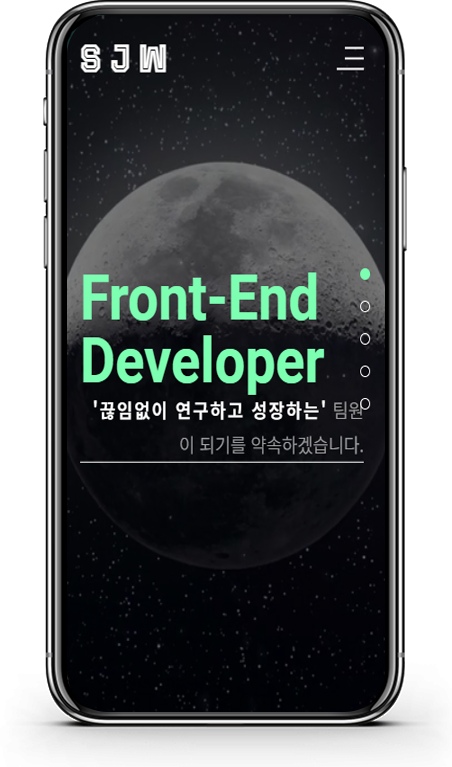 SJW
Front-End
Developer
'끊임없이 연구하고 성장하는' 팀원
이 되기를 약속하겠습니다.